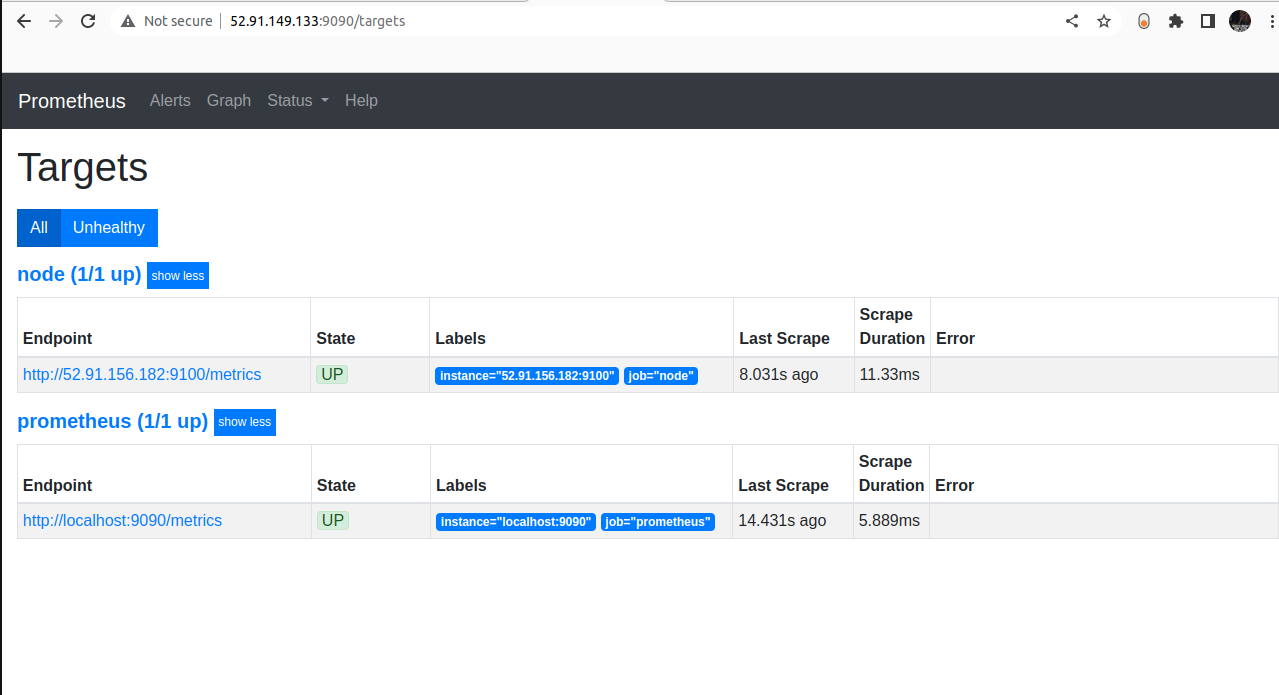 Not secure 52.91.149.133:9090/targets
Prometheus Alerts Graph Status Help
Targets
All Unhealthy
node (1/1 up) show less
Endpoint State Labels Last Scrape Scrape Duration Error
http://52.91.156.182:9100/metrics UP instance="52.91.156.182:9100" job="node" 8.031s ago 11.33ms
prometheus (1/1 up) show less
Endpoint State Labels Last Scrape Scrape Duration Error
http://localhost:9090/metrics UP instance="localhost:9090" job="prometheus" 14.431s ago 5.889ms